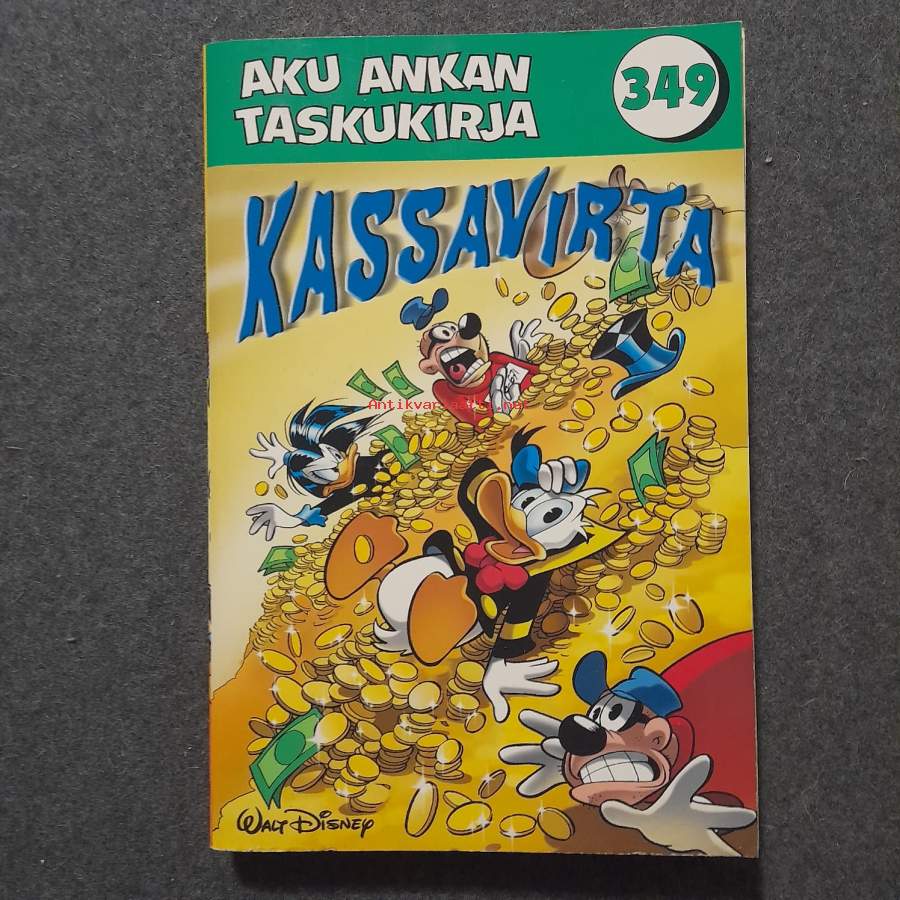 AKU ANKAN
TASKUKIRJA
349
KASSAVIRTA
WALT DISNEY